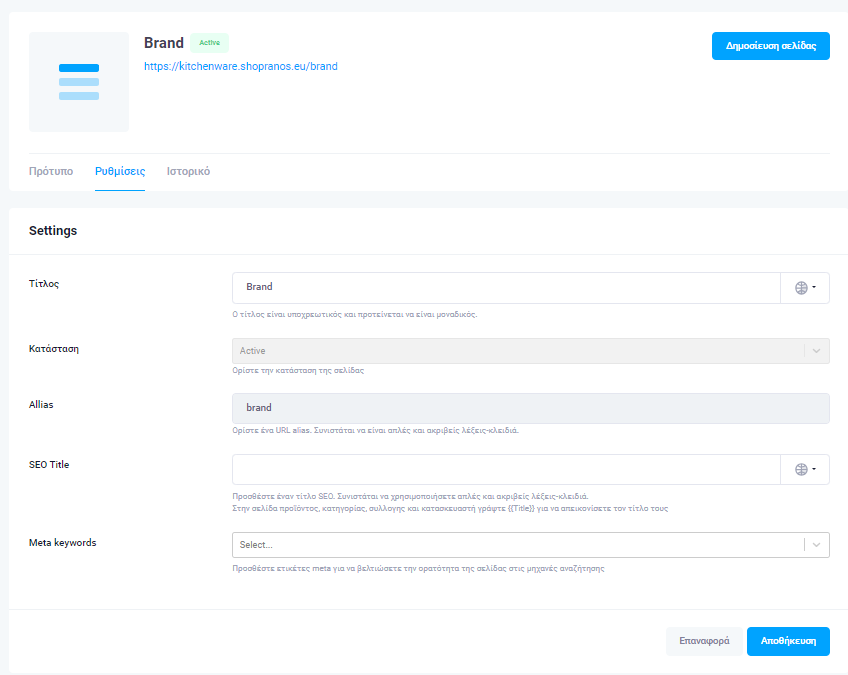 Brand Active
Δημοσίευση σελίδας
https://kitchenware.shopranos.eu/brand
Πρότυπο Ρυθμίσεις Ιστορικό
Settings
Τίτλος
Brand
Ο τίτλος είναι υποχρεωτικός και προτείνεται να είναι μοναδικός.
Κατάσταση
Active
Ορίστε την κατάσταση της σελίδας
Allias
brand
Ορίστε ένα URL alias. Συνιστάται να είναι απλές και ακριβείς λέξεις-κλειδιά.
SEO Title
Προσθέστε έναν τίτλο SEO. Συνιστάται να χρησιμοποιήσετε απλές και ακριβείς λέξεις-κλειδιά.
Στην σελίδα προϊόντος, κατηγορίας, συλλογης και κατασκευαστή γράψτε {{Title}} για να απεικονίσετε τον τίτλο τους
Meta keywords
Select...
Προσθέστε ετικέτες meta για να βελτιώσετε την ορατότητα της σελίδας στις μηχανές αναζήτησης
Επαναφορά Αποθήκευση